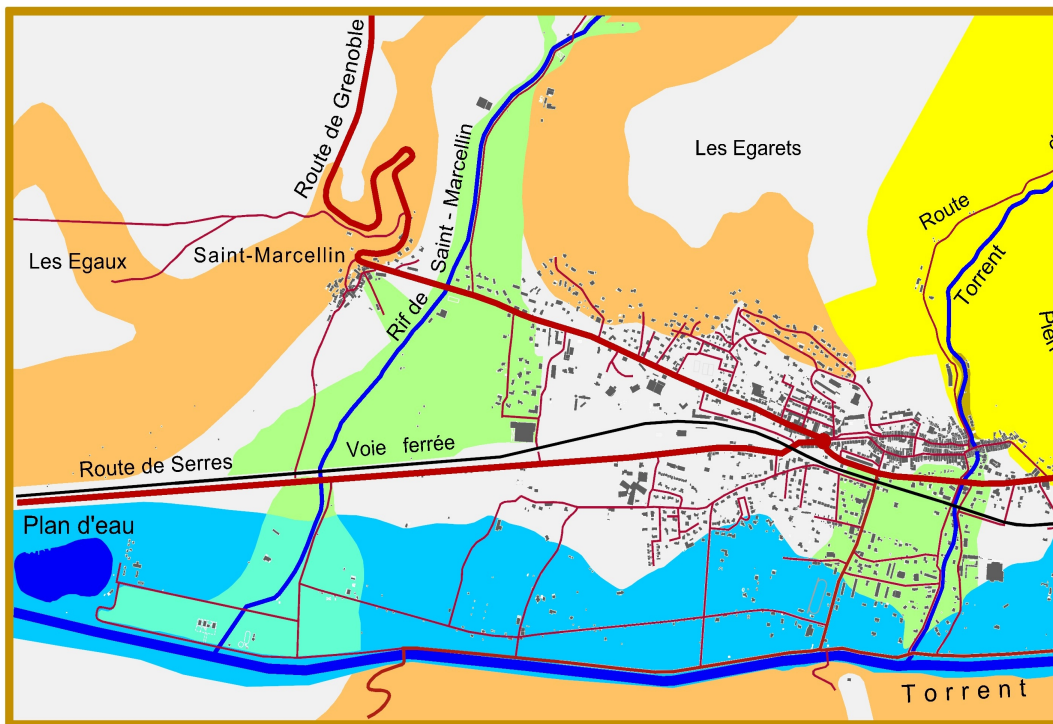 Route de Grenoble
Saint - Marcellin
Rif de
Les Egarets
Route
Torrent
Les Egaux
Saint-Marcellin
Voie ferrée
Route de Serres
Plan d'eau
Torrent